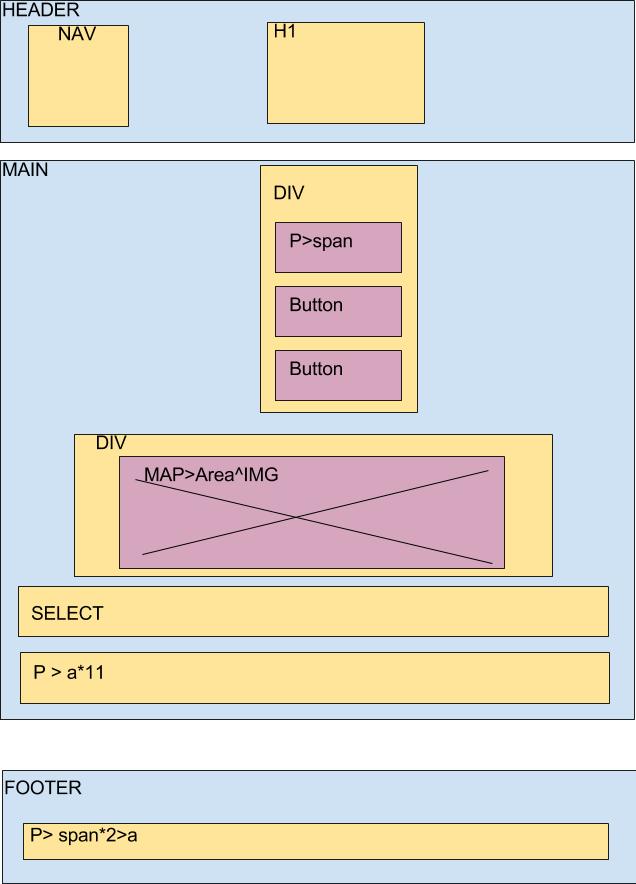 HEADER
NAV
H1
MAIN
DIV
P>span
Button
Button
DIV
MAP>Area^IMG
SELECT
P > a*11
FOOTER
P> span*2>a